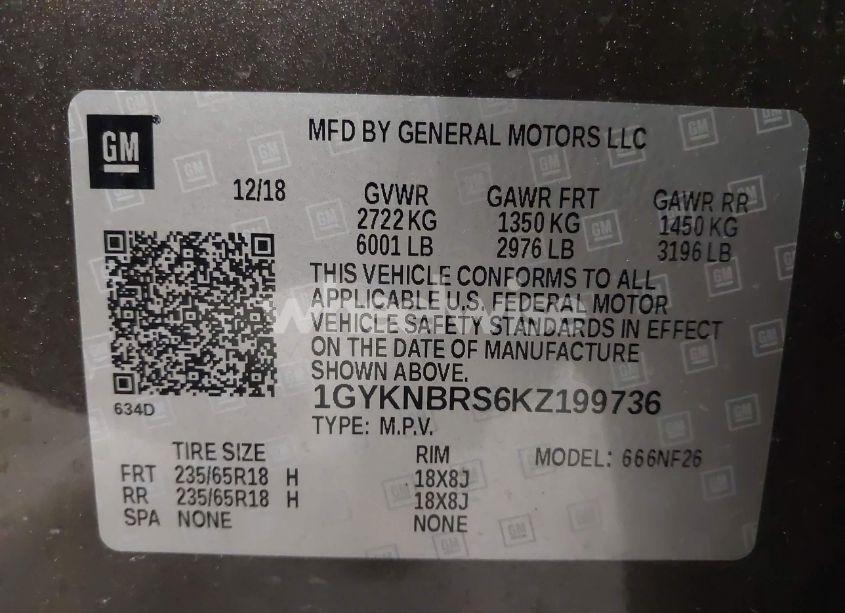 GM
MFD BY GENERAL MOTORS LLC
12/18 GVWR GAWR FRT GAWR RR
2722 KG 1350 KG 1450 KG
6001 LB 2976 LB 3196 LB
THIS VEHICLE CONFORMS TO ALL
APPLICABLE U.S. FEDERAL MOTOR
VEHICLE SAFETY STANDARDS IN EFFECT
ON THE DATE OF MANUFACTURE
SHOWN ABOVE.
634D
1GYKNBRS6KZ199736
TYPE: M.P.V.
TIRE SIZE RIM MODEL: 666NF26
FRT 235/65R18 H 18X8J
RR 235/65R18 H 18X8J
SPA NONE NONE